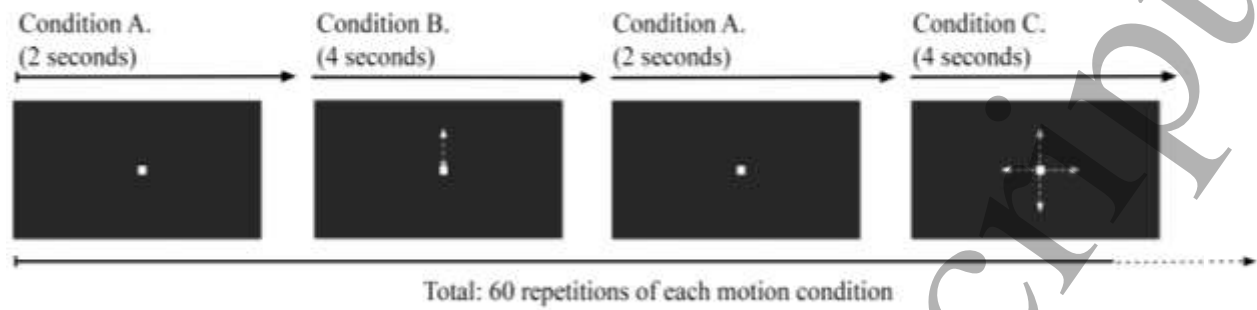 Condition A.
(2 seconds)
Condition B.
(4 seconds)
Condition A.
(2 seconds)
Condition C.
(4 seconds)
Total: 60 repetitions of each motion condition
cript